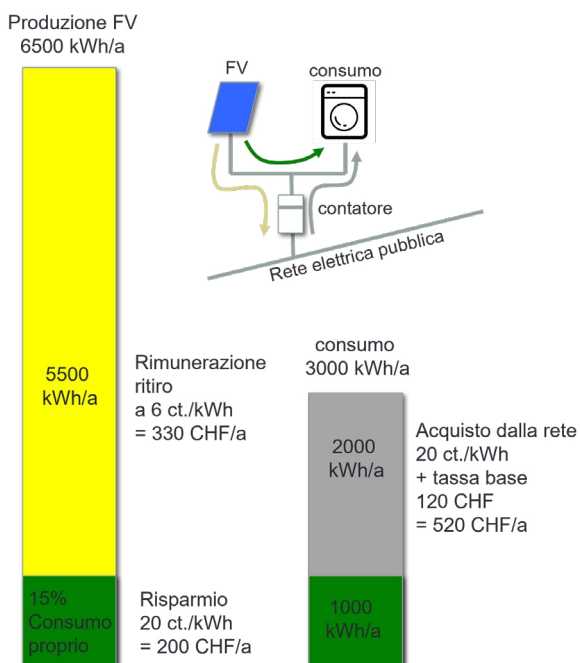 Produzione FV
6500 kWh/a
FV
consumo
contatore
Rete elettrica pubblica
5500
kWh/a
Rimunerazione
ritiro
a 6 ct./kWh
= 330 CHF/a
consumo
3000 kWh/a
2000
kWh/a
Acquisto dalla rete
20 ct./kWh
+ tassa base
120 CHF
= 520 CHF/a
15%
Consumo
proprio
Risparmio
20 ct./kWh
= 200 CHF/a
1000
kWh/a